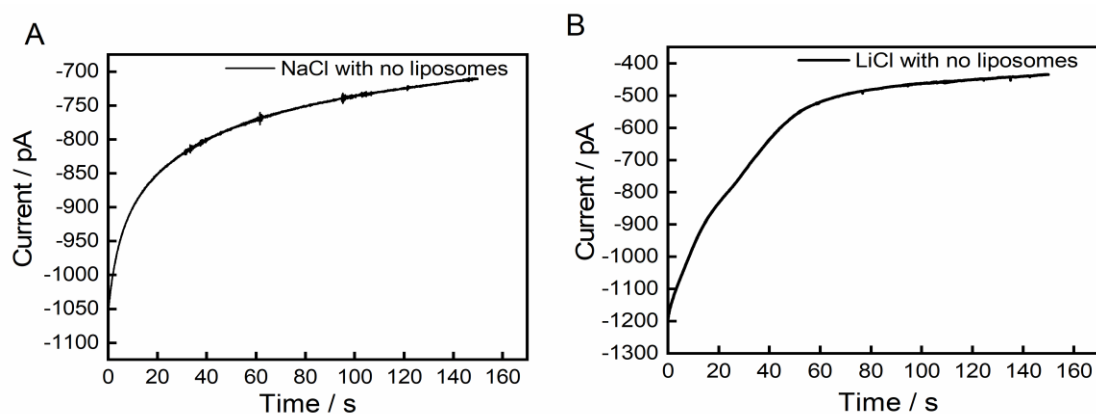 A
NaCl with no liposomes
-700
-750
-800
-850
-900
-950
-1000
-1050
-1100
Current / pA
0 20 40 60 80 100 120 140 160
Time / s
B
LiCl with no liposomes
-400
-500
-600
-700
-800
-900
-1000
-1100
-1200
-1300
Current / pA
0 20 40 60 80 100 120 140 160
Time / s